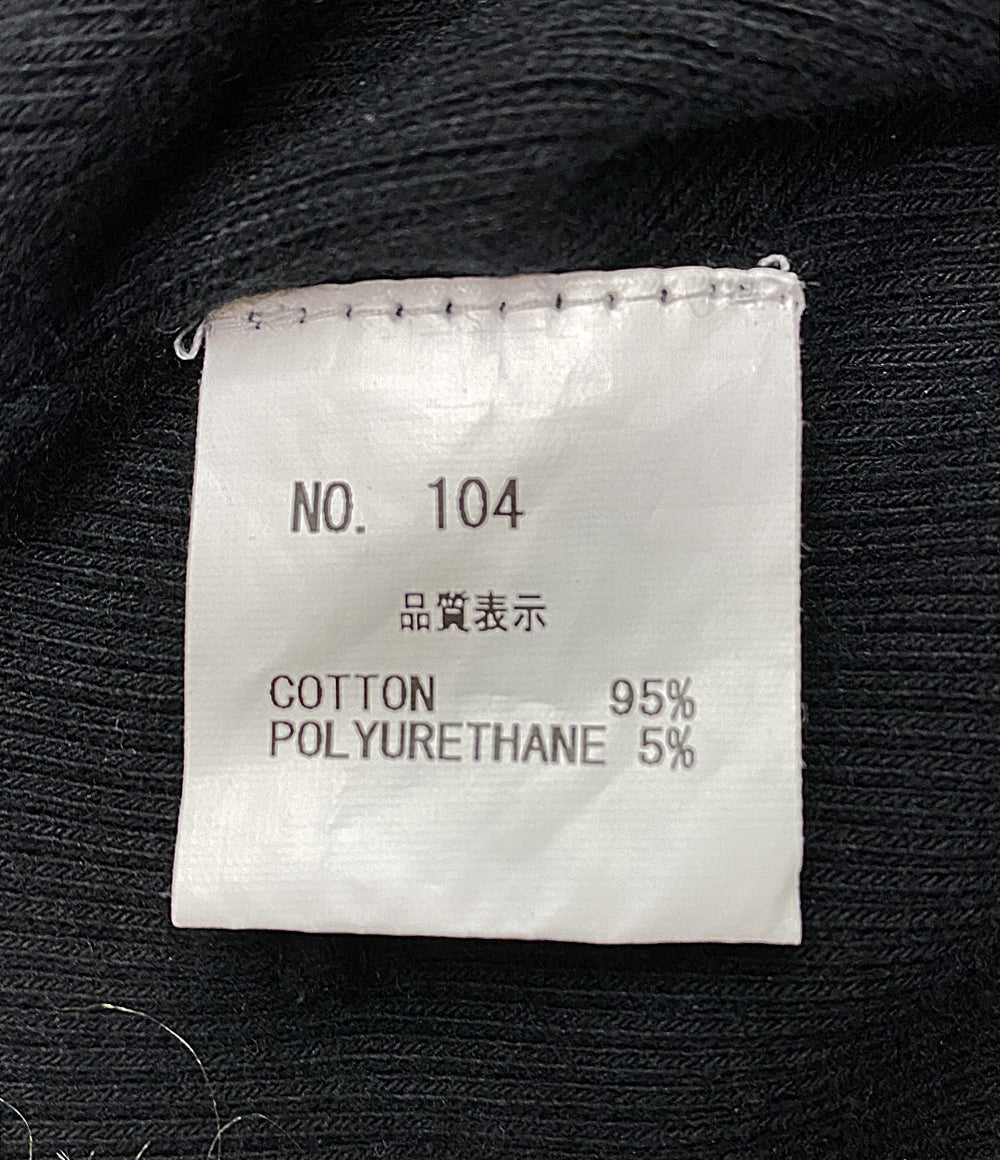 NO. 104
品質表示
COTTON 95%
POLYURETHANE 5%